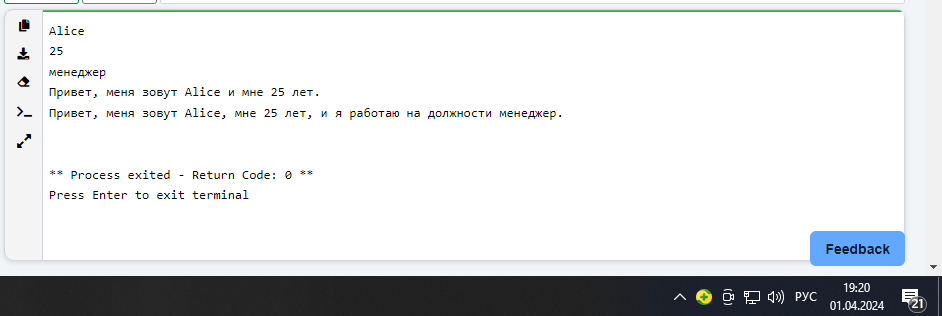 Alice
25
менеджер
Привет, меня зовут Alice и мне 25 лет.
Привет, меня зовут Alice, мне 25 лет, и я работаю на должности менеджер.
** Process exited - Return Code: 0 **
Press Enter to exit terminal
Feedback
РУС
19:20
01.04.2024
21